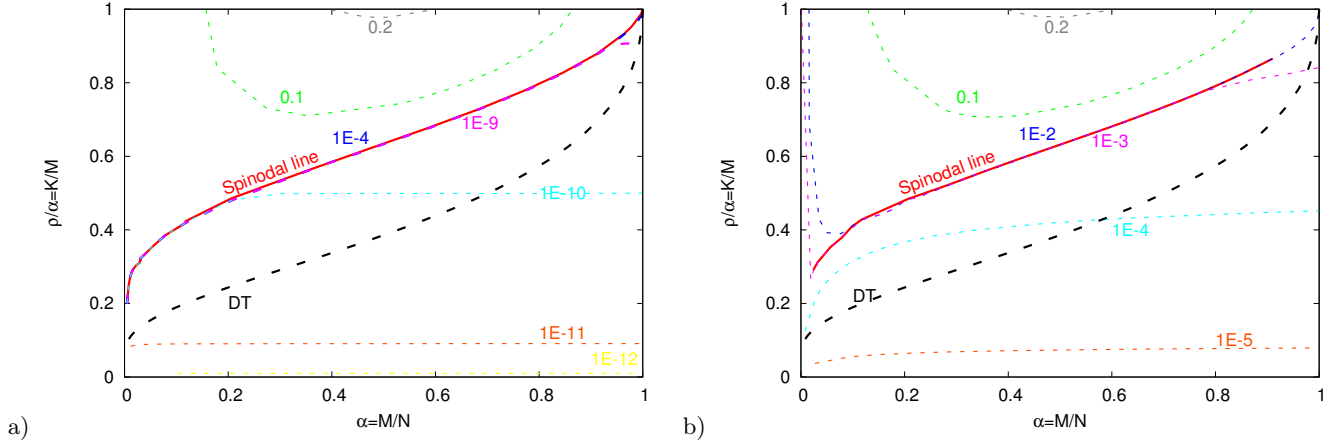 0.2
0.1
1E-4
1E-9
Spinodal line
1E-10
DT
1E-11
1E-12
ρ/α=K/M
0
0.2
0.4
0.6
0.8
1
0
0.2
0.4
0.6
0.8
1
α=M/N
a)
0.2
0.1
1E-2
1E-3
Spinodal line
1E-4
DT
1E-5
ρ/α=K/M
0
0.2
0.4
0.6
0.8
1
0
0.2
0.4
0.6
0.8
1
α=M/N
b)